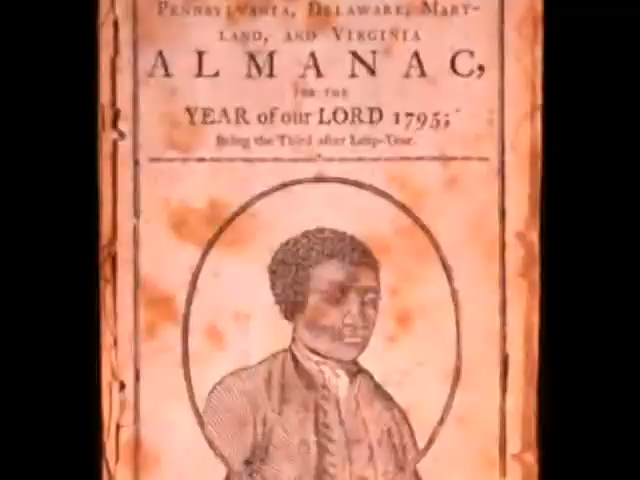 PENNSYLVANIA, DELAWARE, MARY-
LAND, AND VIRGINIA
ALMANAC,
FOR THE
YEAR of our LORD 1795;
Being the Third after Leap-Year.